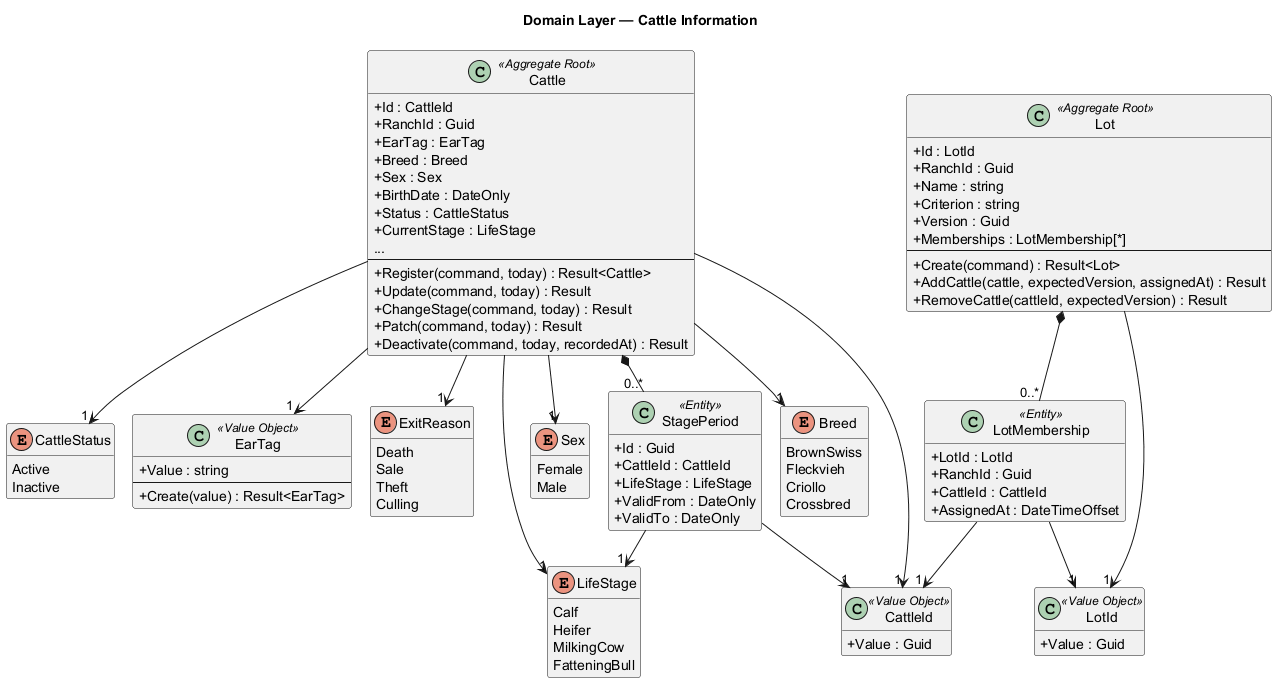 Domain Layer — Cattle Information
C
«Aggregate Root»
Cattle
+Id : CattleId
+RanchId : Guid
+EarTag : EarTag
+Breed : Breed
+Sex : Sex
+BirthDate : DateOnly
+Status : CattleStatus
+CurrentStage : LifeStage
...
+Register(command, today) : Result<Cattle>
+Update(command, today) : Result
+ChangeStage(command, today) : Result
+Patch(command, today) : Result
+Deactivate(command, today, recordedAt) : Result
C
«Aggregate Root»
Lot
+Id : LotId
+RanchId : Guid
+Name : string
+Criterion : string
+Version : Guid
+Memberships : LotMembership[*]
+Create(command) : Result<Lot>
+AddCattle(cattle, expectedVersion, assignedAt) : Result
+RemoveCattle(cattleId, expectedVersion) : Result
1
1
1
1
0..*
1
0..*
E CattleStatus
Active
Inactive
C
«Value Object»
EarTag
+Value : string
+Create(value) : Result<EarTag>
E ExitReason
Death
Sale
Theft
Culling
E Sex
Female
Male
C
«Entity»
StagePeriod
+Id : Guid
+CattleId : CattleId
+LifeStage : LifeStage
+ValidFrom : DateOnly
+ValidTo : DateOnly
E Breed
BrownSwiss
Fleckvieh
Criollo
Crossbred
C
«Entity»
LotMembership
+LotId : LotId
+RanchId : Guid
+CattleId : CattleId
+AssignedAt : DateTimeOffset
1
1
1
1
1
1
1
E LifeStage
Calf
Heifer
MilkingCow
FatteningBull
C
«Value Object»
CattleId
+Value : Guid
C
«Value Object»
LotId
+Value : Guid